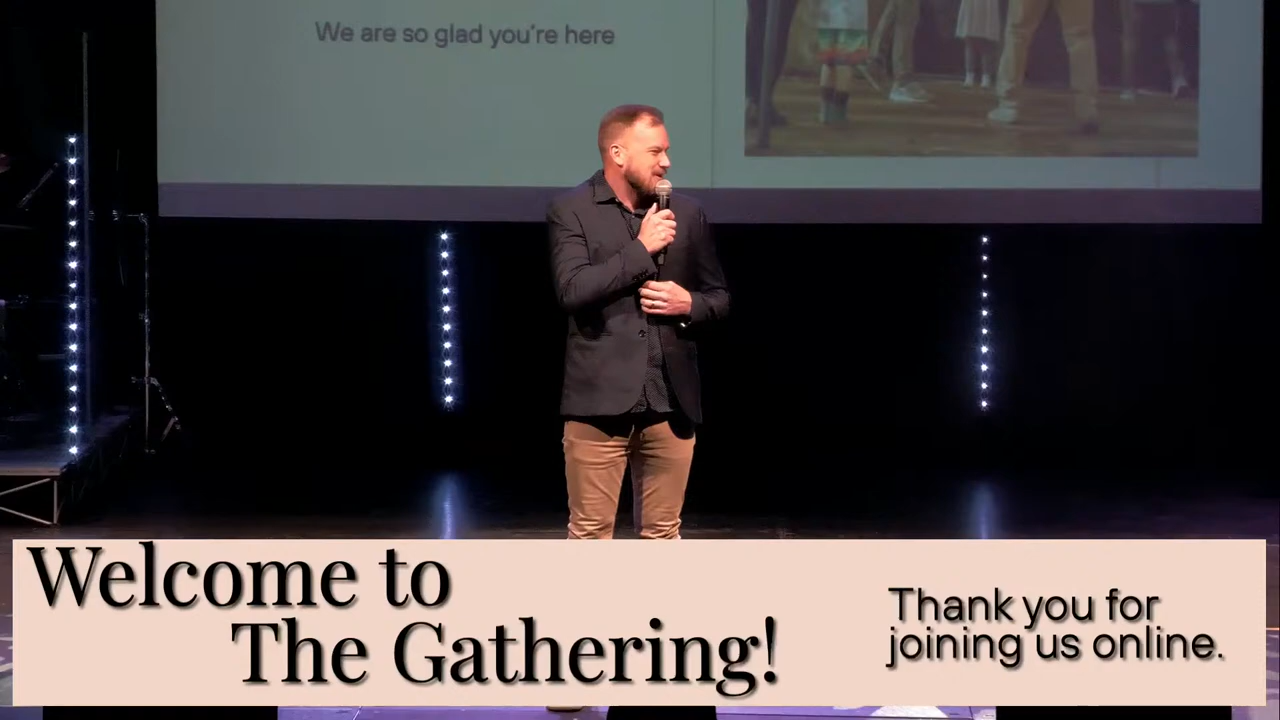 We are so glad you're here
Welcome to
The Gathering!
Thank you for
joining us online.